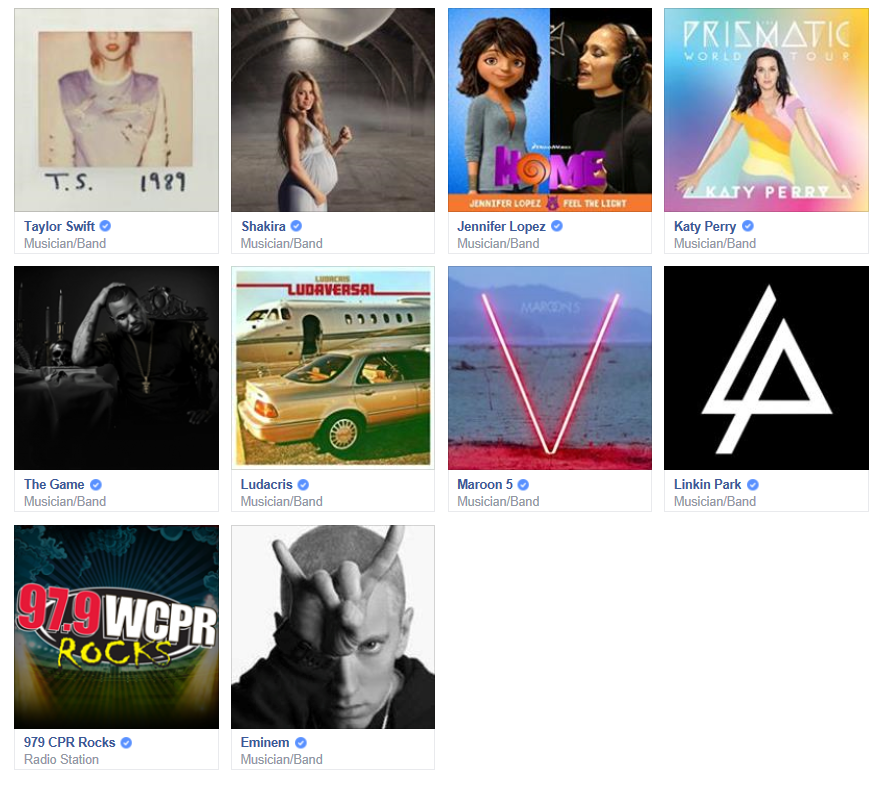 T.S. 1989
Taylor Swift
Musician/Band
Shakira
Musician/Band
DREAMWORKS
HOME
JENNIFER LOPEZ FEEL THE LIGHT
Jennifer Lopez
Musician/Band
PRISMATIC
WORLD TOUR
KATY PERRY
Katy Perry
Musician/Band
The Game
Musician/Band
LUDACRIS
LUDAVERSAL
Ludacris
Musician/Band
MAROON 5
V
Maroon 5
Musician/Band
Linkin Park
Musician/Band
97.9 WCPR
ROCKS
979 CPR Rocks
Radio Station
Eminem
Musician/Band